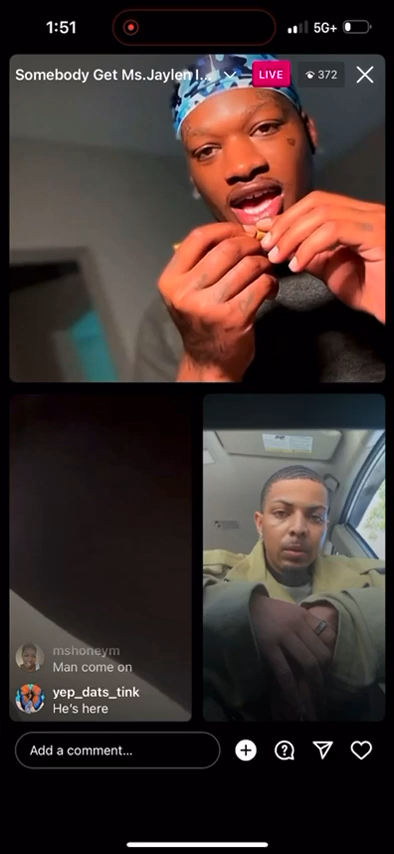 1:51
5G+
Somebody Get Ms.Jaylen I...
LIVE
372
mshoneym
Man come on
yep_dats_tink
He's here
Add a comment...